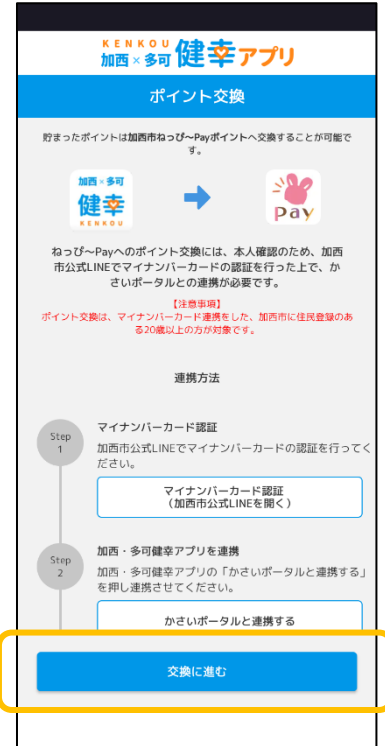 KENKOU
加西×多可 健幸アプリ
ポイント交換
貯まったポイントは加西市ねっぴ～Payポイントへ交換することが可能で
す。
加西×多可
健幸
KENKOU
pay
ねっぴ～Payへのポイント交換には、本人確認のため、加西
市公式LINEでマイナンバーカードの認証を行った上で、か
さいポータルとの連携が必要です。
【注意事項】
ポイント交換は、マイナンバーカード連携をした、加西市に住民登録のあ
る20歳以上の方が対象です。
連携方法
Step
1
マイナンバーカード認証
加西市公式LINEでマイナンバーカードの認証を行ってく
ださい。
マイナンバーカード認証
（加西市公式LINEを開く）
Step
2
加西・多可健幸アプリを連携
加西・多可健幸アプリの「かさいポータルと連携する」
を押し連携させてください。
かさいポータルと連携する
交換に進む